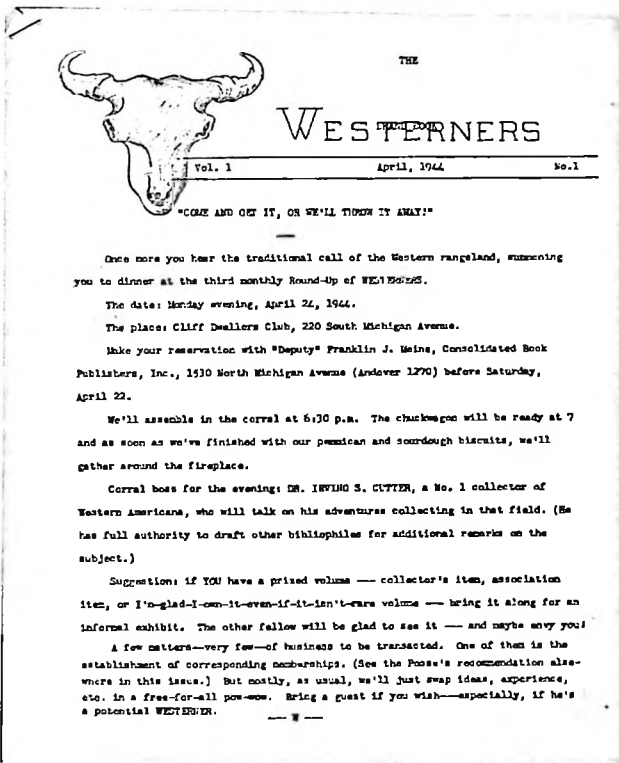 THE
WESTERNERS
Vol. 1 April, 1944 No.1
"COME AND GET IT, OR WE'LL THROW IT AWAY!"
Once more you hear the traditional call of the Western rangeland, summoning
you to dinner at the third monthly Round-Up of WESTERNERS.
The date: Monday evening, April 24, 1944.
The place: Cliff Dwellers Club, 220 South Michigan Avenue.
Make your reservation with "Deputy" Franklin J. Meine, Consolidated Book
Publishers, Inc., 1530 North Michigan Avenue (Andover 1270) before Saturday,
April 22.
We'll assemble in the corral at 6:30 p.m. The chuckwagon will be ready at 7
and as soon as we've finished with our pemmican and sourdough biscuits, we'll
gather around the fireplace.
Corral boss for the evening: DR. IRVING S. CUTTER, a No. 1 collector of
Western Americana, who will talk on his adventures collecting in that field. (He
has full authority to draft other bibliophiles for additional remarks on the
subject.)
Suggestion: if YOU have a prized volume -- collector's item, association
item, or I'm-glad-I-own-it-even-if-it-isn't-rare volume -- bring it along for an
informal exhibit. The other fellow will be glad to see it -- and maybe envy you!
A few matters--very few--of business to be transacted. One of them is the
establishment of corresponding memberships. (See the Posse's recommendation else-
where in this issue.) But mostly, as usual, we'll just swap ideas, experience,
etc. in a free-for-all pow-wow. Bring a guest if you wish--especially, if he's
a potential WESTERNER.
-- W --